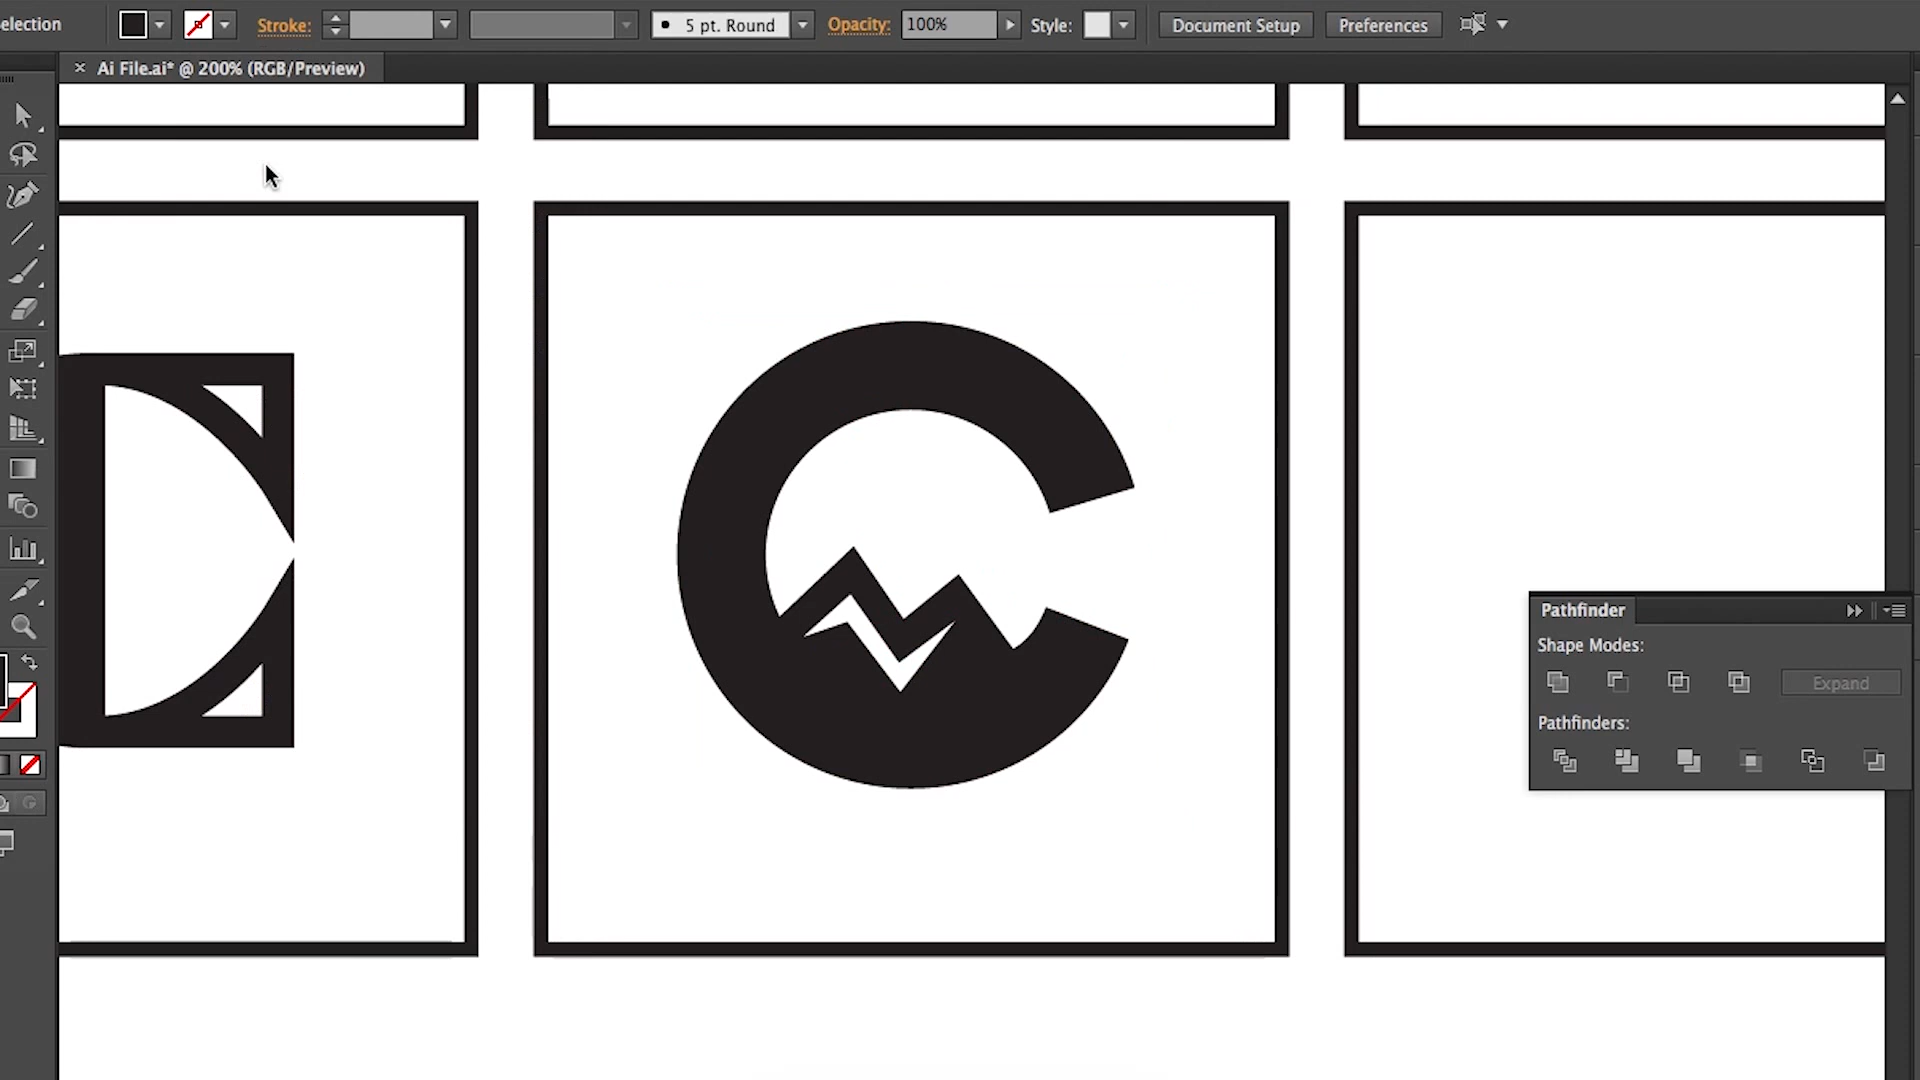 election
Stroke:
5 pt. Round
Opacity:
100%
Style:
Document Setup
Preferences
× Ai File.ai* @ 200% (RGB/Preview)
C
Pathfinder
Shape Modes:
Expand
Pathfinders: